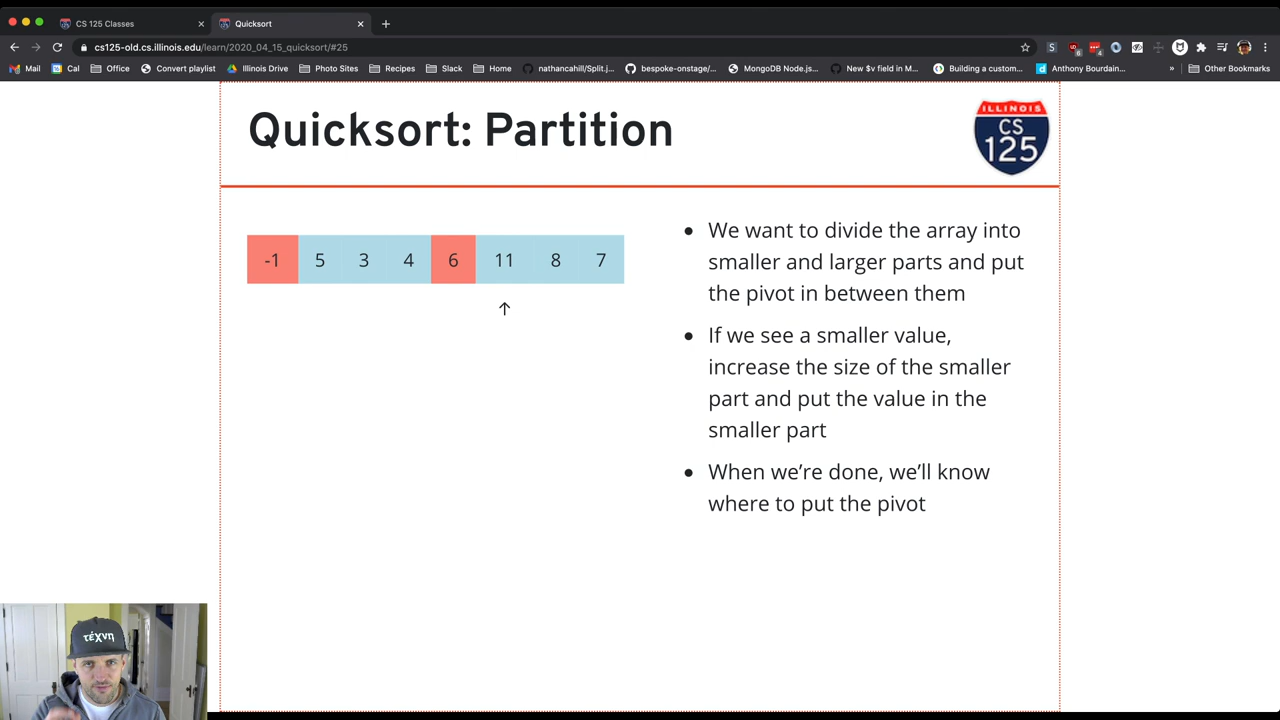 CS 125 Classes
Quicksort
cs125-old.cs.illinois.edu/learn/2020_04_15_quicksort/#25
Mail
Cal
Office
Convert playlist
Illinois Drive
Photo Sites
Recipes
Slack
Home
nathancahill/Split.j...
bespoke-onstage/...
MongoDB Node.js...
New $v field in M...
Building a custom...
Anthony Bourdain...
»
Other Bookmarks
Quicksort: Partition
ILLINOIS
CS
125
-1 5 3 4 6 11 8 7
↑
• We want to divide the array into
smaller and larger parts and put
the pivot in between them
• If we see a smaller value,
increase the size of the smaller
part and put the value in the
smaller part
• When we’re done, we’ll know
where to put the pivot
τέχνη